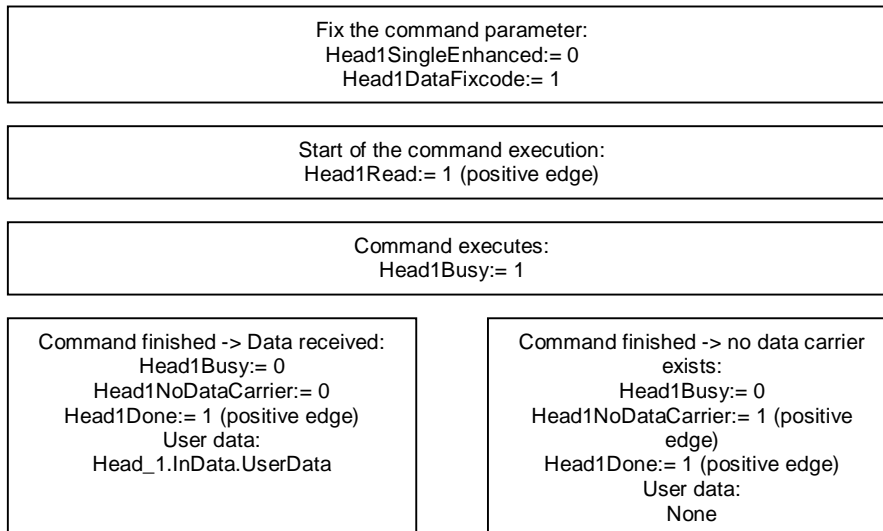 Fix the command parameter:
Head1SingleEnhanced:= 0
Head1DataFixcode:= 1
Start of the command execution:
Head1Read:= 1 (positive edge)
Command executes:
Head1Busy:= 1
Command finished -> Data received:
Head1Busy:= 0
Head1NoDataCarrier:= 0
Head1Done:= 1 (positive edge)
User data:
Head_1.InData.UserData
Command finished -> no data carrier
exists:
Head1Busy:= 0
Head1NoDataCarrier:= 1 (positive
edge)
Head1Done:= 1 (positive edge)
User data:
None